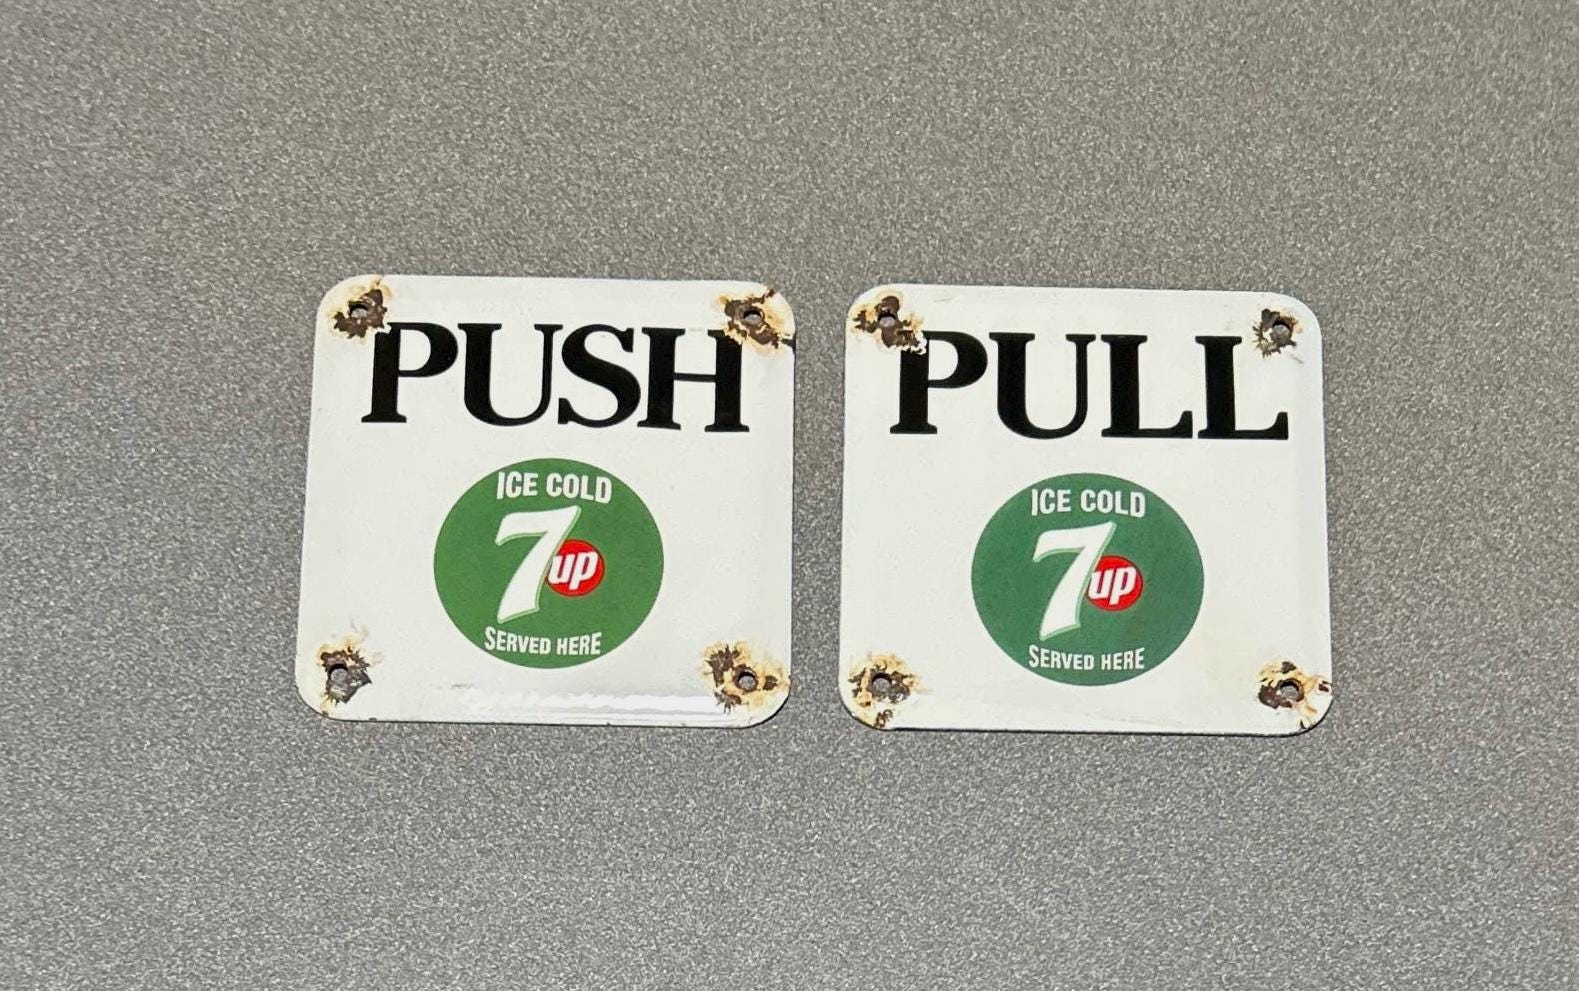 PUSH
ICE COLD
7up
SERVED HERE
PULL
ICE COLD
7up
SERVED HERE